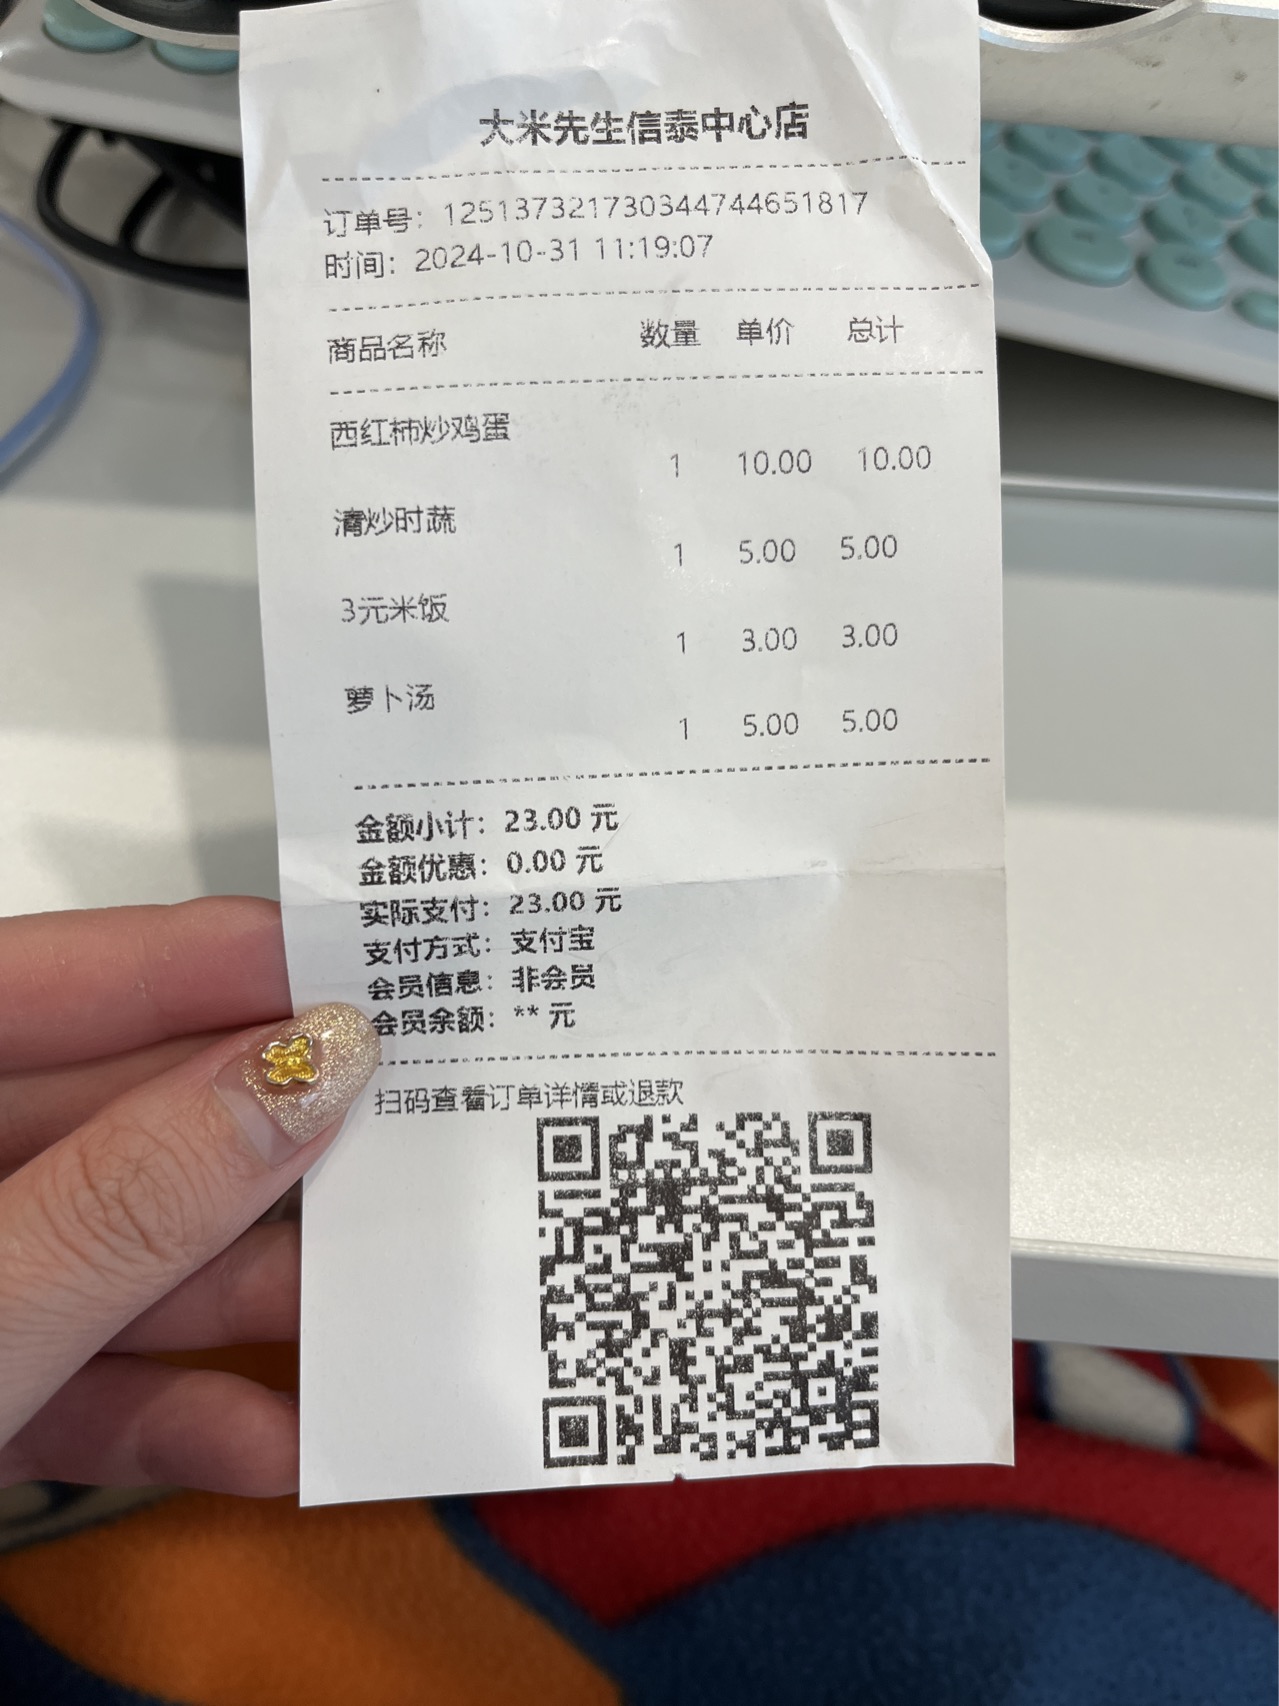 大米先生信泰中心店
订单号：125137321730344744651817
时间：2024-10-31 11:19:07
商品名称 数量 单价 总计
西红柿炒鸡蛋
1 10.00 10.00
清炒时蔬
1 5.00 5.00
3元米饭
1 3.00 3.00
萝卜汤
1 5.00 5.00
金额小计：23.00 元
金额优惠：0.00 元
实际支付：23.00 元
支付方式：支付宝
会员信息：非会员
会员余额：** 元
扫码查看订单详情或退款